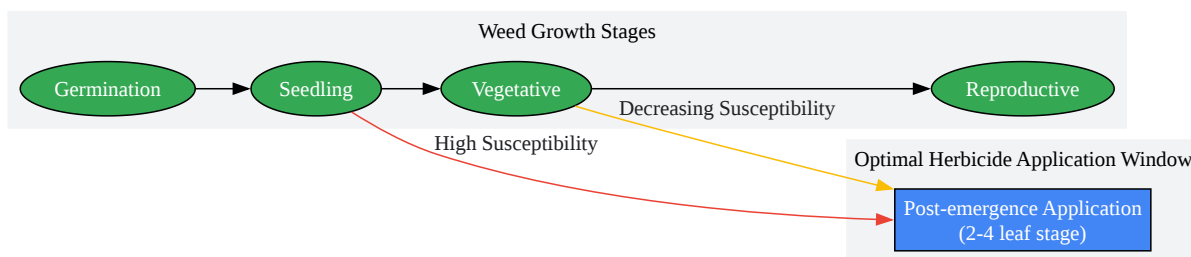 Weed Growth Stages
Germination
Seedling
Vegetative
Reproductive
Decreasing Susceptibility
High Susceptibility
Optimal Herbicide Application Window
Post-emergence Application
(2-4 leaf stage)